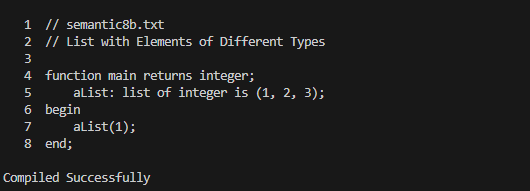 1 // semantic8b.txt
2 // List with Elements of Different Types
3
4 function main returns integer;
5     aList: list of integer is (1, 2, 3);
6 begin
7     aList(1);
8 end;
Compiled Successfully